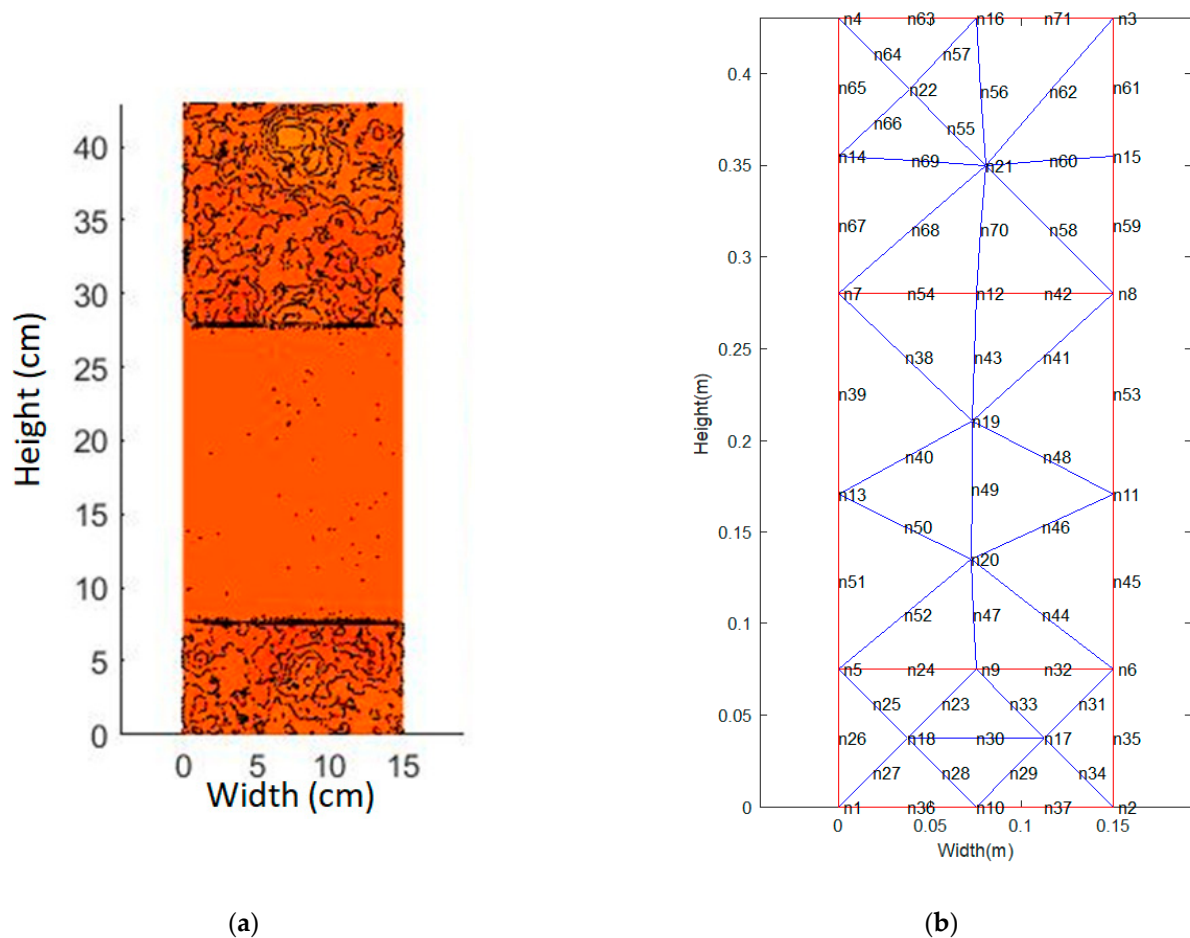 Height (cm)
40
35
30
25
20
15
10
5
0
0 5 10 15
Width (cm)
(a)
Height(m)
0.4
0.35
0.3
0.25
0.2
0.15
0.1
0.05
0
0 0.05 0.1 0.15
Width(m)
n4 n63 n16 n71 n3
n64 n57
n65 n22 n56 n62 n61
n66 n55
n14 n69 n21 n60 n15
n67 n68 n70 n58 n59
n7 n54 n12 n42 n8
n38 n43 n41
n39 n53
n19
n40 n48
n13 n49 n11
n50 n46
n20
n51 n45
n52 n47 n44
n5 n24 n9 n32 n6
n25 n23 n33 n31
n26 n18 n30 n17 n35
n27 n28 n29 n34
n1 n36 n10 n37 n2
(b)